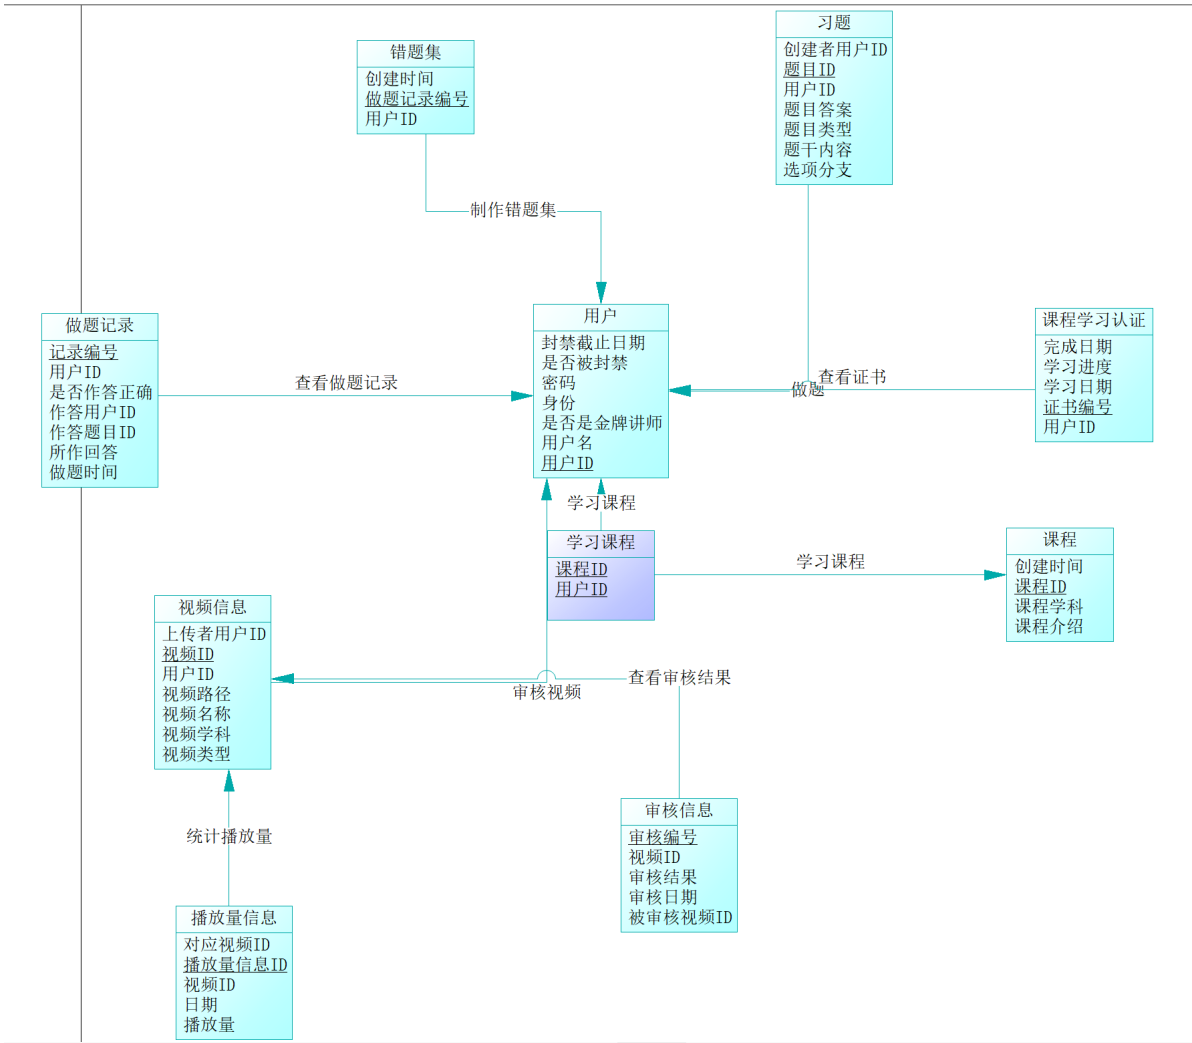 习题
创建者用户ID
题目ID
用户ID
题目答案
题目类型
题干内容
选项分支
错题集
创建时间
做题记录编号
用户ID
制作错题集
做题记录
记录编号
用户ID
是否作答正确
作答用户ID
作答题目ID
所作回答
做题时间
查看做题记录
用户
封禁截止日期
是否被封禁
密码
身份
是否是金牌讲师
用户名
用户ID
做题
查看证书
课程学习认证
完成日期
学习进度
学习日期
证书编号
用户ID
学习课程
学习课程
课程ID
用户ID
学习课程
课程
创建时间
课程ID
课程学科
课程介绍
视频信息
上传者用户ID
视频ID
用户ID
视频路径
视频名称
视频学科
视频类型
审核视频
查看审核结果
统计播放量
审核信息
审核编号
视频ID
审核结果
审核日期
被审核视频ID
播放量信息
对应视频ID
播放量信息ID
视频ID
日期
播放量